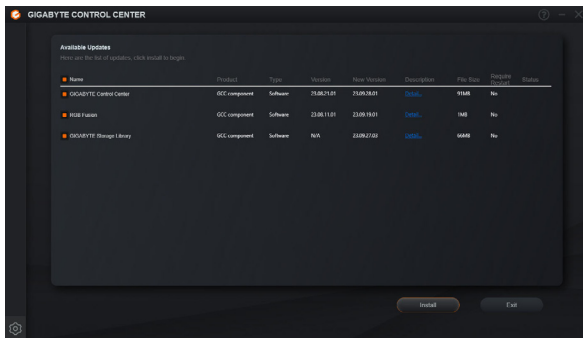 GIGABYTE CONTROL CENTER
Available Updates
Here are the list of updates, click install to begin.
Name Product Type Version New Version Description File Size Require Restart Status
GIGABYTE Control Center GCC component Software 23.08.21.01 23.09.28.01 Detail... 91MB No
RGB Fusion GCC component Software 23.08.11.01 23.09.19.01 Detail... 1MB No
GIGABYTE Storage Library GCC component Software N/A 23.09.27.03 Detail... 66MB No
Install Exit